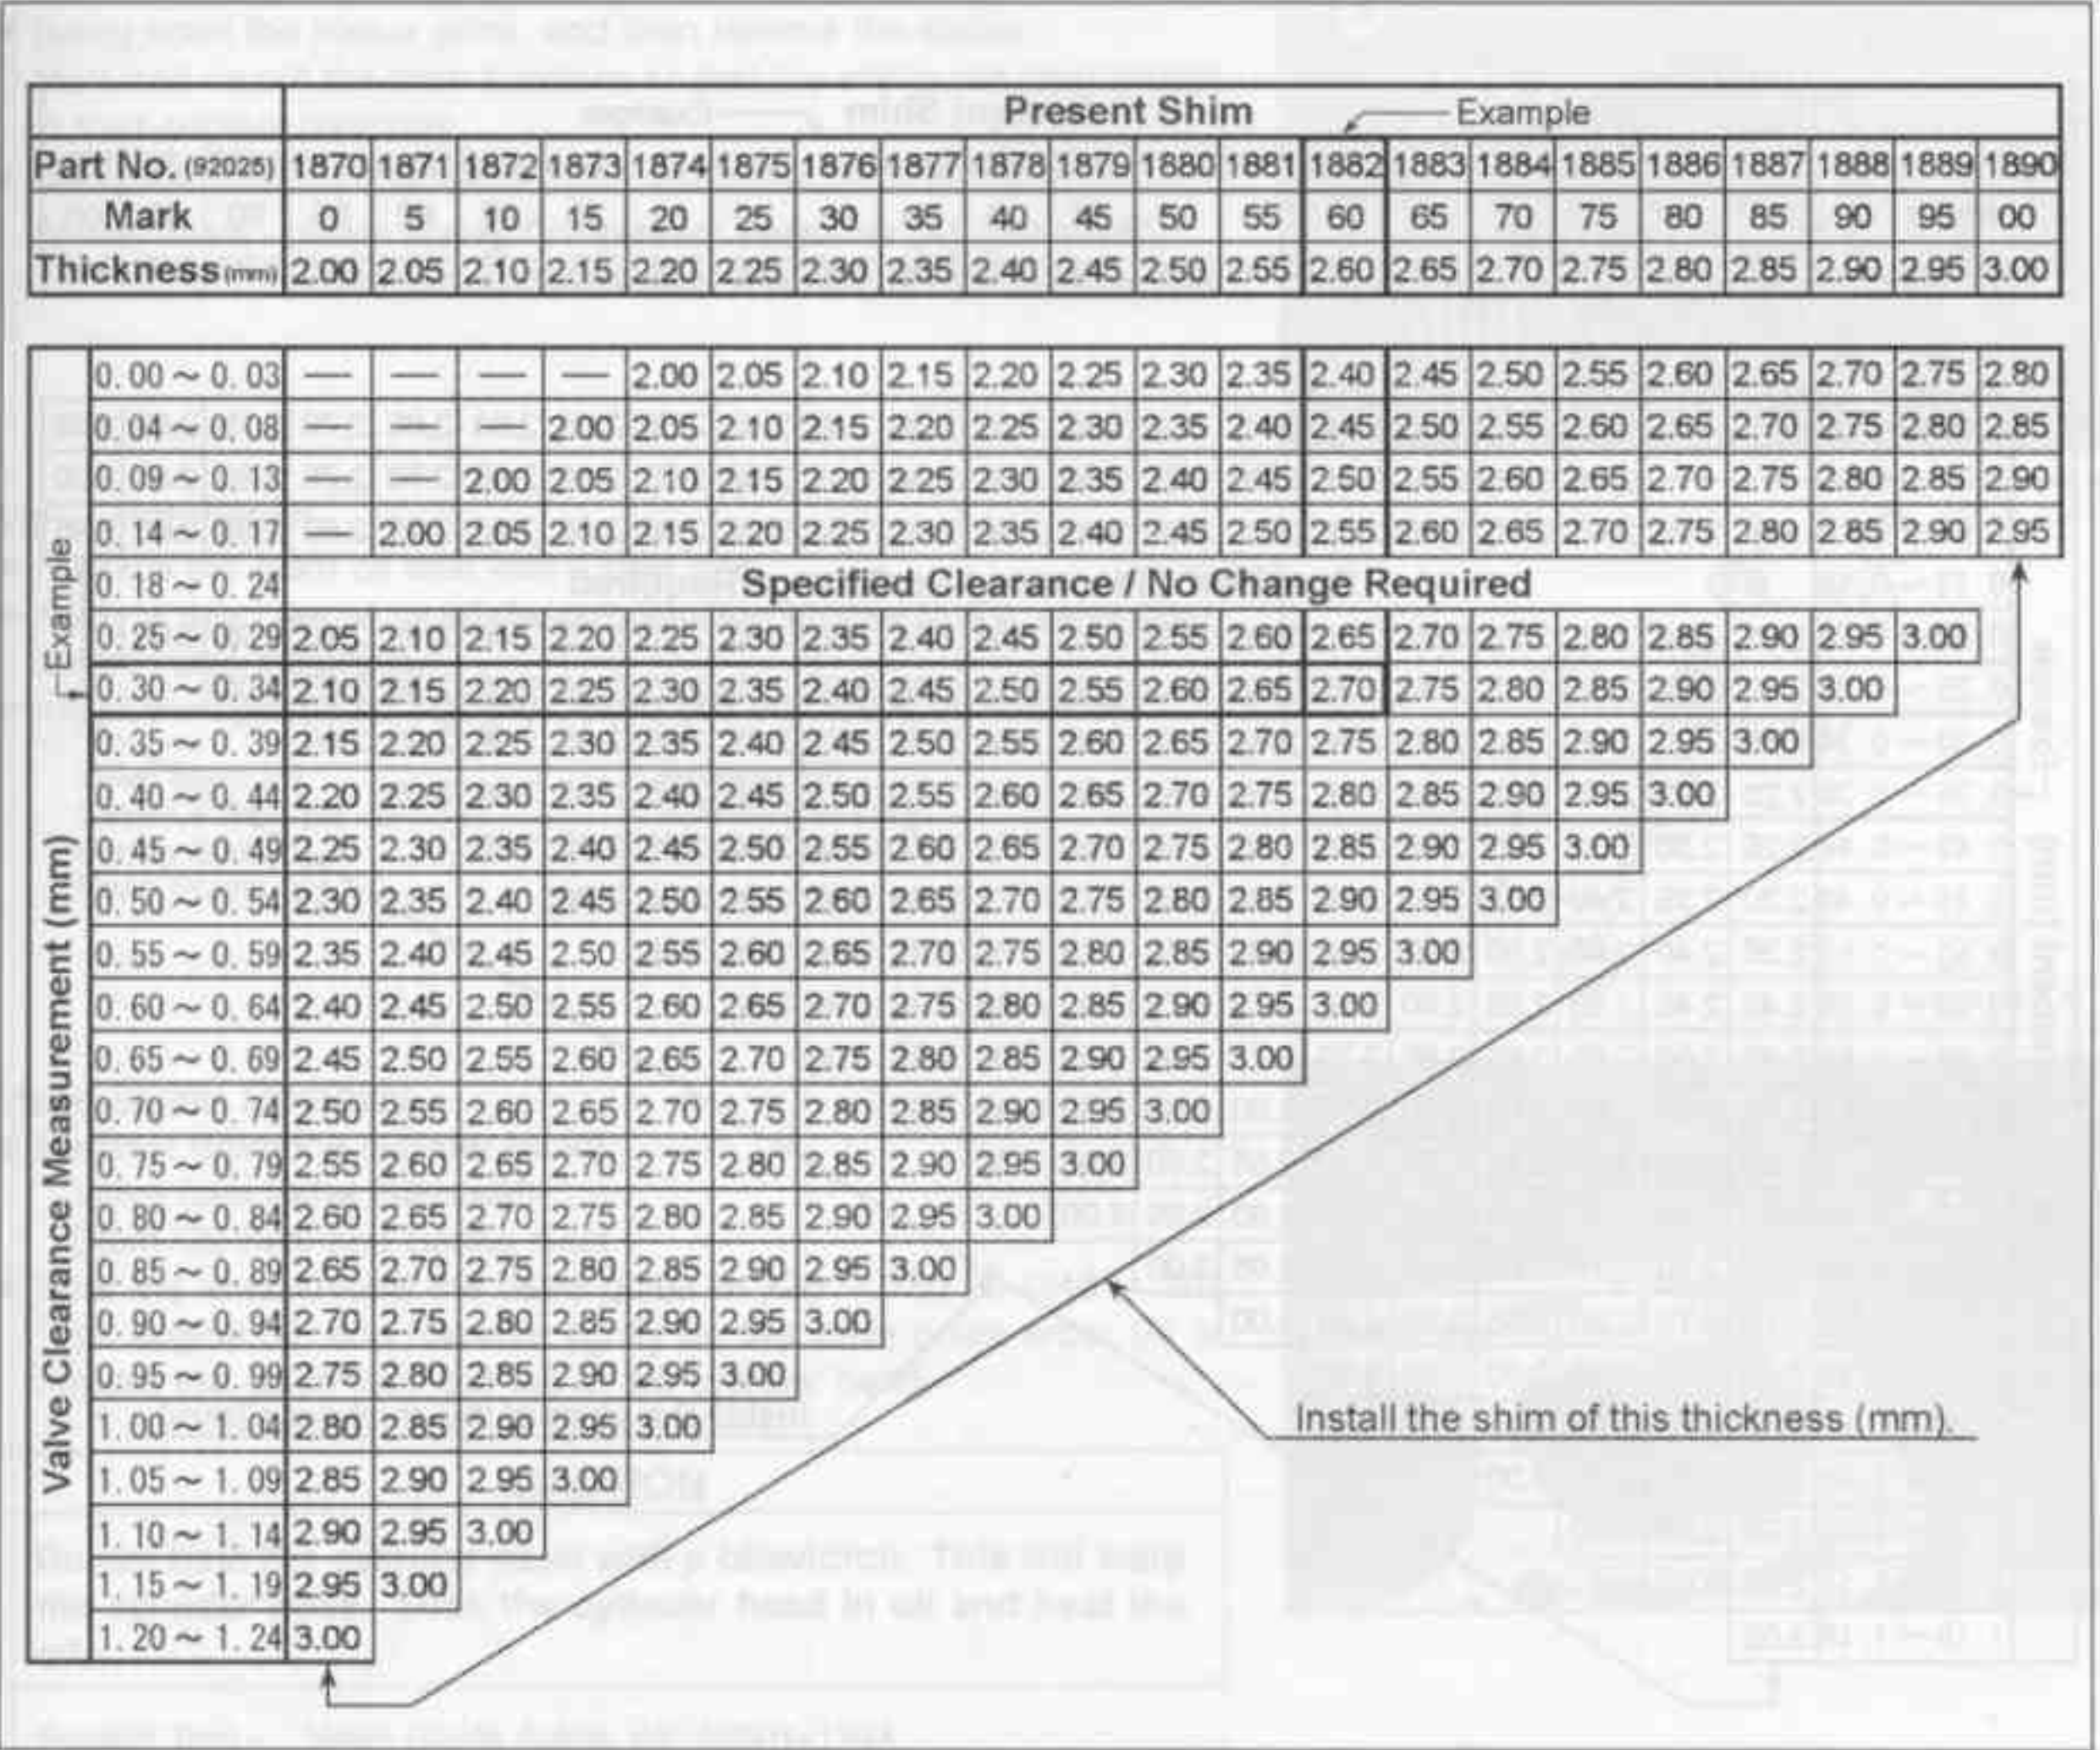 Present Shim Example
Part No. (92025) 1870 1871 1872 1873 1874 1875 1876 1877 1878 1879 1880 1881 1882 1883 1884 1885 1886 1887 1888 1889 1890
Mark 0 5 10 15 20 25 30 35 40 45 50 55 60 65 70 75 80 85 90 95 00
Thickness (mm) 2.00 2.05 2.10 2.15 2.20 2.25 2.30 2.35 2.40 2.45 2.50 2.55 2.60 2.65 2.70 2.75 2.80 2.85 2.90 2.95 3.00
Example
Valve Clearance Measurement (mm)
0.00 ~ 0.03 — — — — 2.00 2.05 2.10 2.15 2.20 2.25 2.30 2.35 2.40 2.45 2.50 2.55 2.60 2.65 2.70 2.75 2.80
0.04 ~ 0.08 — — — 2.00 2.05 2.10 2.15 2.20 2.25 2.30 2.35 2.40 2.45 2.50 2.55 2.60 2.65 2.70 2.75 2.80 2.85
0.09 ~ 0.13 — — 2.00 2.05 2.10 2.15 2.20 2.25 2.30 2.35 2.40 2.45 2.50 2.55 2.60 2.65 2.70 2.75 2.80 2.85 2.90
0.14 ~ 0.17 — 2.00 2.05 2.10 2.15 2.20 2.25 2.30 2.35 2.40 2.45 2.50 2.55 2.60 2.65 2.70 2.75 2.80 2.85 2.90 2.95
0.18 ~ 0.24 Specified Clearance / No Change Required
0.25 ~ 0.29 2.05 2.10 2.15 2.20 2.25 2.30 2.35 2.40 2.45 2.50 2.55 2.60 2.65 2.70 2.75 2.80 2.85 2.90 2.95 3.00
0.30 ~ 0.34 2.10 2.15 2.20 2.25 2.30 2.35 2.40 2.45 2.50 2.55 2.60 2.65 2.70 2.75 2.80 2.85 2.90 2.95 3.00
0.35 ~ 0.39 2.15 2.20 2.25 2.30 2.35 2.40 2.45 2.50 2.55 2.60 2.65 2.70 2.75 2.80 2.85 2.90 2.95 3.00
0.40 ~ 0.44 2.20 2.25 2.30 2.35 2.40 2.45 2.50 2.55 2.60 2.65 2.70 2.75 2.80 2.85 2.90 2.95 3.00
0.45 ~ 0.49 2.25 2.30 2.35 2.40 2.45 2.50 2.55 2.60 2.65 2.70 2.75 2.80 2.85 2.90 2.95 3.00
0.50 ~ 0.54 2.30 2.35 2.40 2.45 2.50 2.55 2.60 2.65 2.70 2.75 2.80 2.85 2.90 2.95 3.00
0.55 ~ 0.59 2.35 2.40 2.45 2.50 2.55 2.60 2.65 2.70 2.75 2.80 2.85 2.90 2.95 3.00
0.60 ~ 0.64 2.40 2.45 2.50 2.55 2.60 2.65 2.70 2.75 2.80 2.85 2.90 2.95 3.00
0.65 ~ 0.69 2.45 2.50 2.55 2.60 2.65 2.70 2.75 2.80 2.85 2.90 2.95 3.00
0.70 ~ 0.74 2.50 2.55 2.60 2.65 2.70 2.75 2.80 2.85 2.90 2.95 3.00
0.75 ~ 0.79 2.55 2.60 2.65 2.70 2.75 2.80 2.85 2.90 2.95 3.00
0.80 ~ 0.84 2.60 2.65 2.70 2.75 2.80 2.85 2.90 2.95 3.00
0.85 ~ 0.89 2.65 2.70 2.75 2.80 2.85 2.90 2.95 3.00
0.90 ~ 0.94 2.70 2.75 2.80 2.85 2.90 2.95 3.00
0.95 ~ 0.99 2.75 2.80 2.85 2.90 2.95 3.00
1.00 ~ 1.04 2.80 2.85 2.90 2.95 3.00
1.05 ~ 1.09 2.85 2.90 2.95 3.00
1.10 ~ 1.14 2.90 2.95 3.00
1.15 ~ 1.19 2.95 3.00
1.20 ~ 1.24 3.00
Install the shim of this thickness (mm).